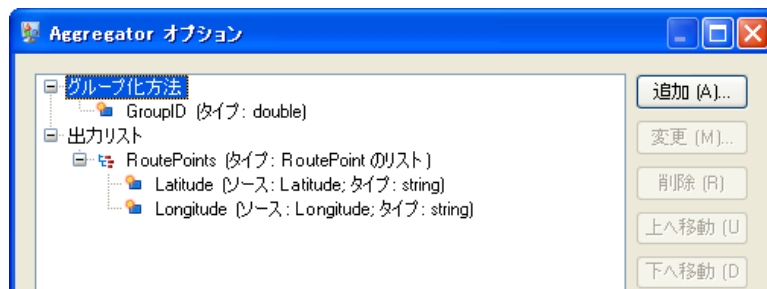 Aggregator オプション
グループ化方法
GroupID (タイプ: double)
出力リスト
RoutePoints (タイプ: RoutePoint のリスト)
Latitude (ソース: Latitude; タイプ: string)
Longitude (ソース: Longitude; タイプ: string)
追加 (A)...
変更 (M)...
削除 (R)
上へ移動 (U
下へ移動 (D